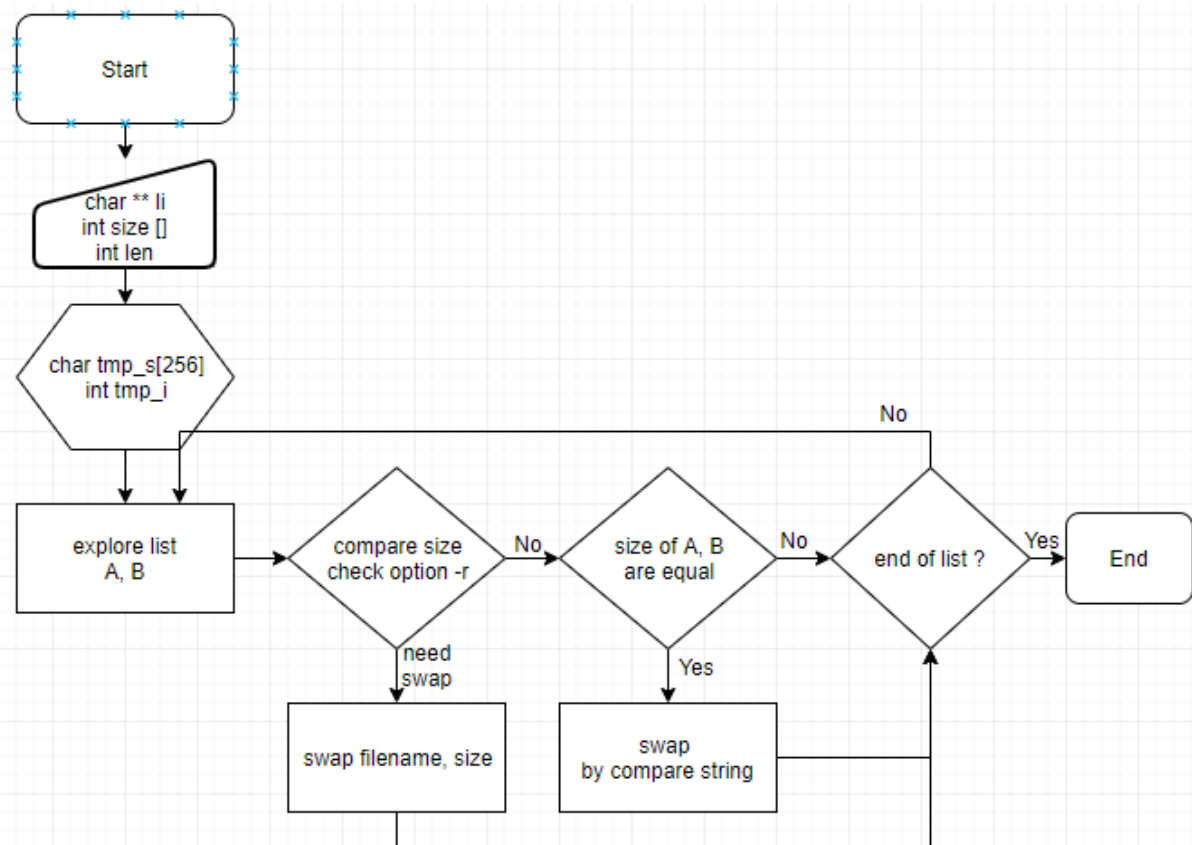 Start
char ** li
int size []
int len
char tmp_s[256]
int tmp_i
No
explore list
A, B
compare size
check option -r
No
size of A, B
are equal
No
end of list ?
Yes
End
need
swap
Yes
swap filename, size
swap
by compare string